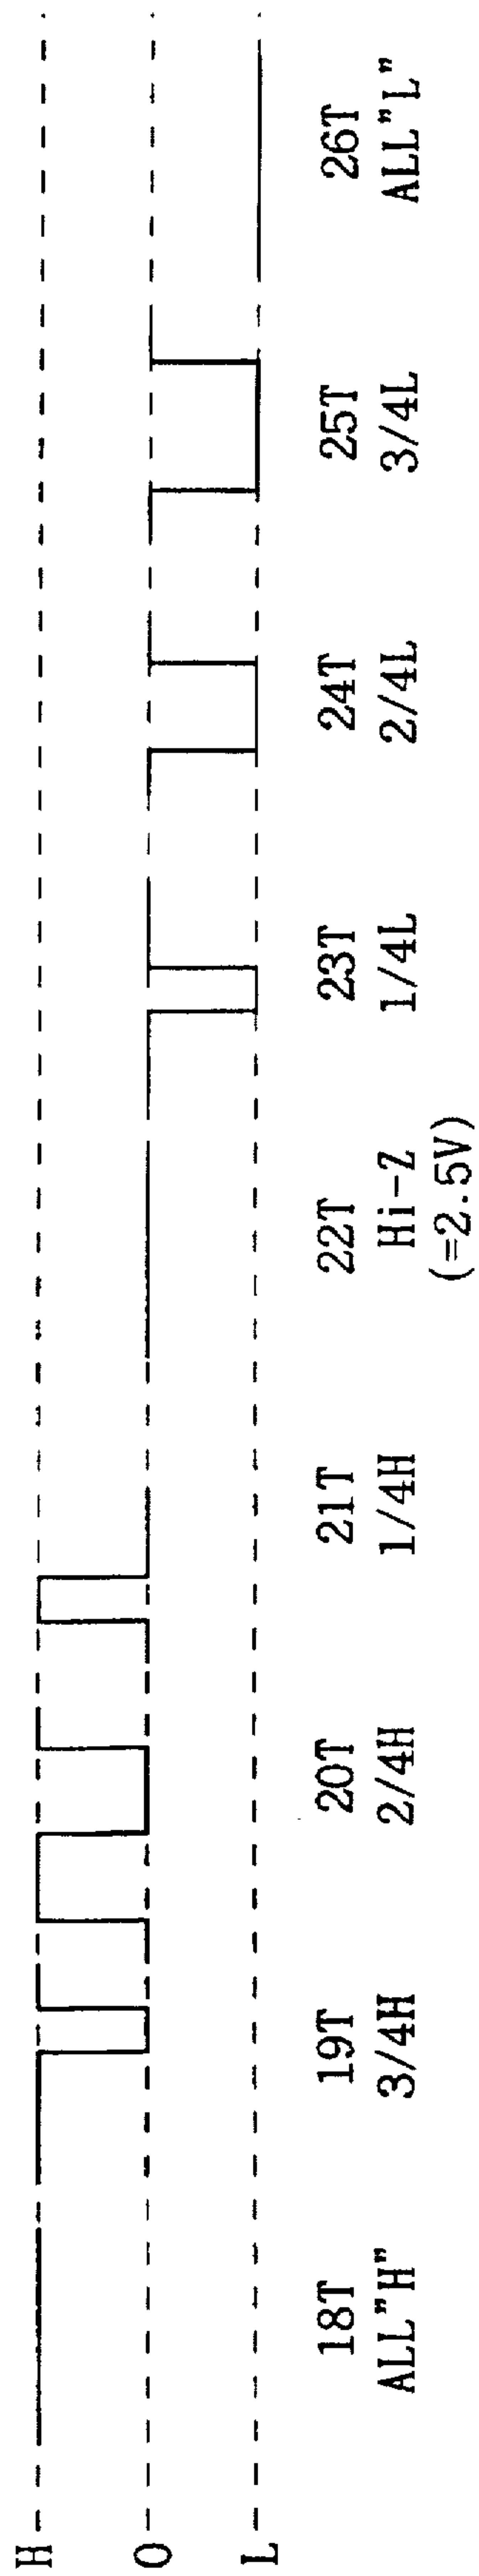 H
O
L
18T
ALL"H"
19T
3/4H
20T
2/4H
21T
1/4H
22T
Hi-Z
(=2.5V)
23T
1/4L
24T
2/4L
25T
3/4L
26T
ALL"L"